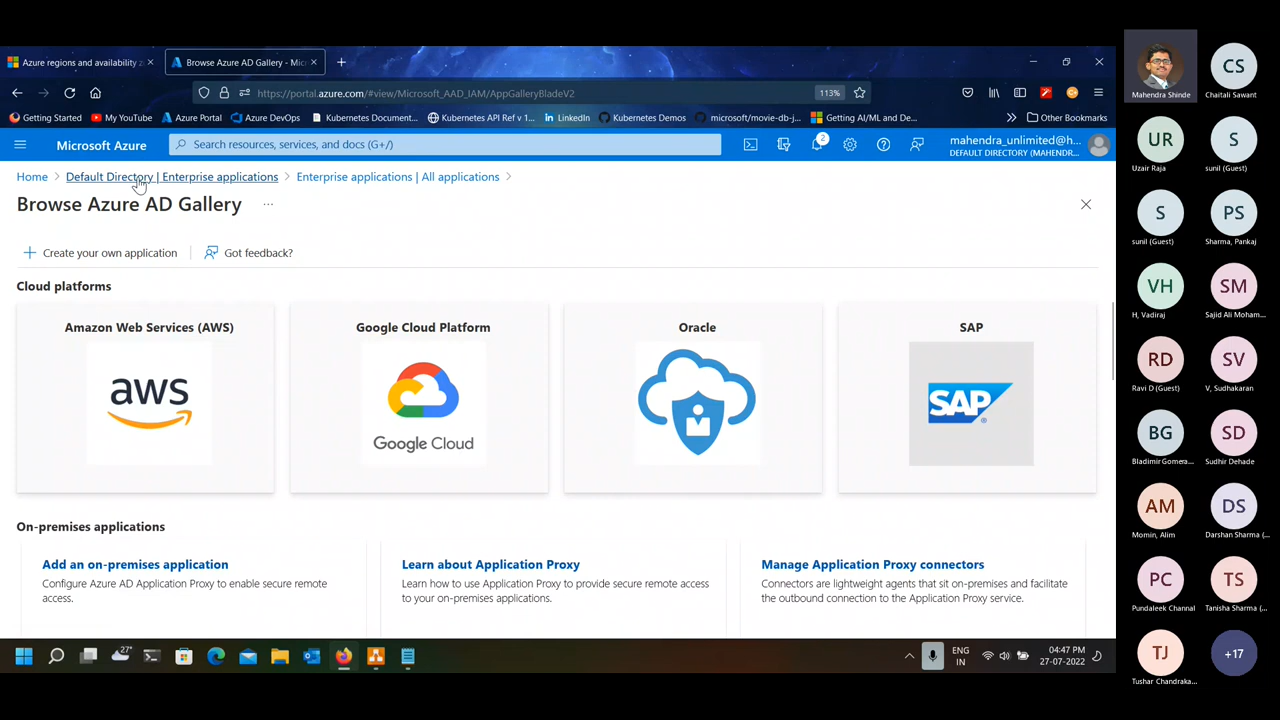 Azure regions and availability z
Browse Azure AD Gallery - Mic
https://portal.azure.com/#view/Microsoft_AAD_IAM/AppGalleryBladeV2
113%
Getting Started
My YouTube
Azure Portal
Azure DevOps
Kubernetes Documen...
Kubernetes API Ref v 1...
LinkedIn
Kubernetes Demos
microsoft/movie-db-j...
Getting AI/ML and De...
Other Bookmarks
Microsoft Azure
Search resources, services, and docs (G+/)
2
mahendra_unlimited@h...
DEFAULT DIRECTORY (MAHENDR...
Home > Default Directory | Enterprise applications > Enterprise applications | All applications >
Browse Azure AD Gallery ...
Create your own application
Got feedback?
Cloud platforms
Amazon Web Services (AWS)
aws
Google Cloud Platform
Google Cloud
Oracle
SAP
SAP
On-premises applications
Add an on-premises application
Configure Azure AD Application Proxy to enable secure remote
access.
Learn about Application Proxy
Learn how to use Application Proxy to provide secure remote access
to your on-premises applications.
Manage Application Proxy connectors
Connectors are lightweight agents that sit on-premises and facilitate
the outbound connection to the Application Proxy service.
27°
ENG
IN
04:47 PM
27-07-2022
Mahendra Shinde
CS
Chaitali Sawant
UR
Uzair Raja
S
sunil (Guest)
S
sunil (Guest)
PS
Sharma, Pankaj
VH
H, Vadiraj
SM
Sajid Ali Moham...
RD
Ravi D (Guest)
SV
V, Sudhakaran
BG
Bladimir Gomera...
SD
Sudhir Dehade
AM
Momin, Alim
DS
Darshan Sharma (...
PC
Pundaleek Channal
TS
Tanisha Sharma (...
TJ
Tushar Chandraka...
+17